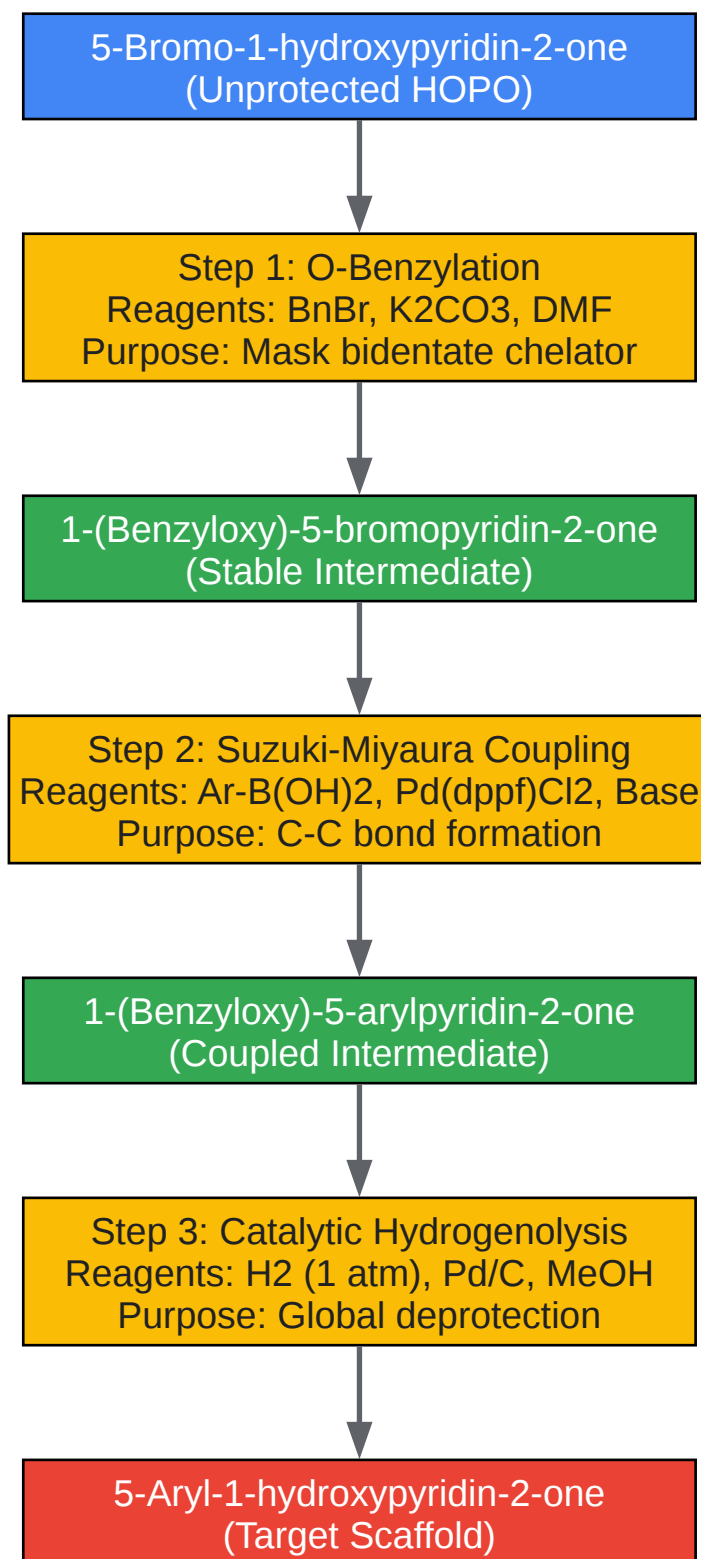 5-Bromo-1-hydroxypyridin-2-one
(Unprotected HOPO)
Step 1: O-Benzylation
Reagents: BnBr, K2CO3, DMF
Purpose: Mask bidentate chelator
1-(Benzyloxy)-5-bromopyridin-2-one
(Stable Intermediate)
Step 2: Suzuki-Miyaura Coupling
Reagents: Ar-B(OH)2, Pd(dppf)Cl2, Base
Purpose: C-C bond formation
1-(Benzyloxy)-5-arylpyridin-2-one
(Coupled Intermediate)
Step 3: Catalytic Hydrogenolysis
Reagents: H2 (1 atm), Pd/C, MeOH
Purpose: Global deprotection
5-Aryl-1-hydroxypyridin-2-one
(Target Scaffold)